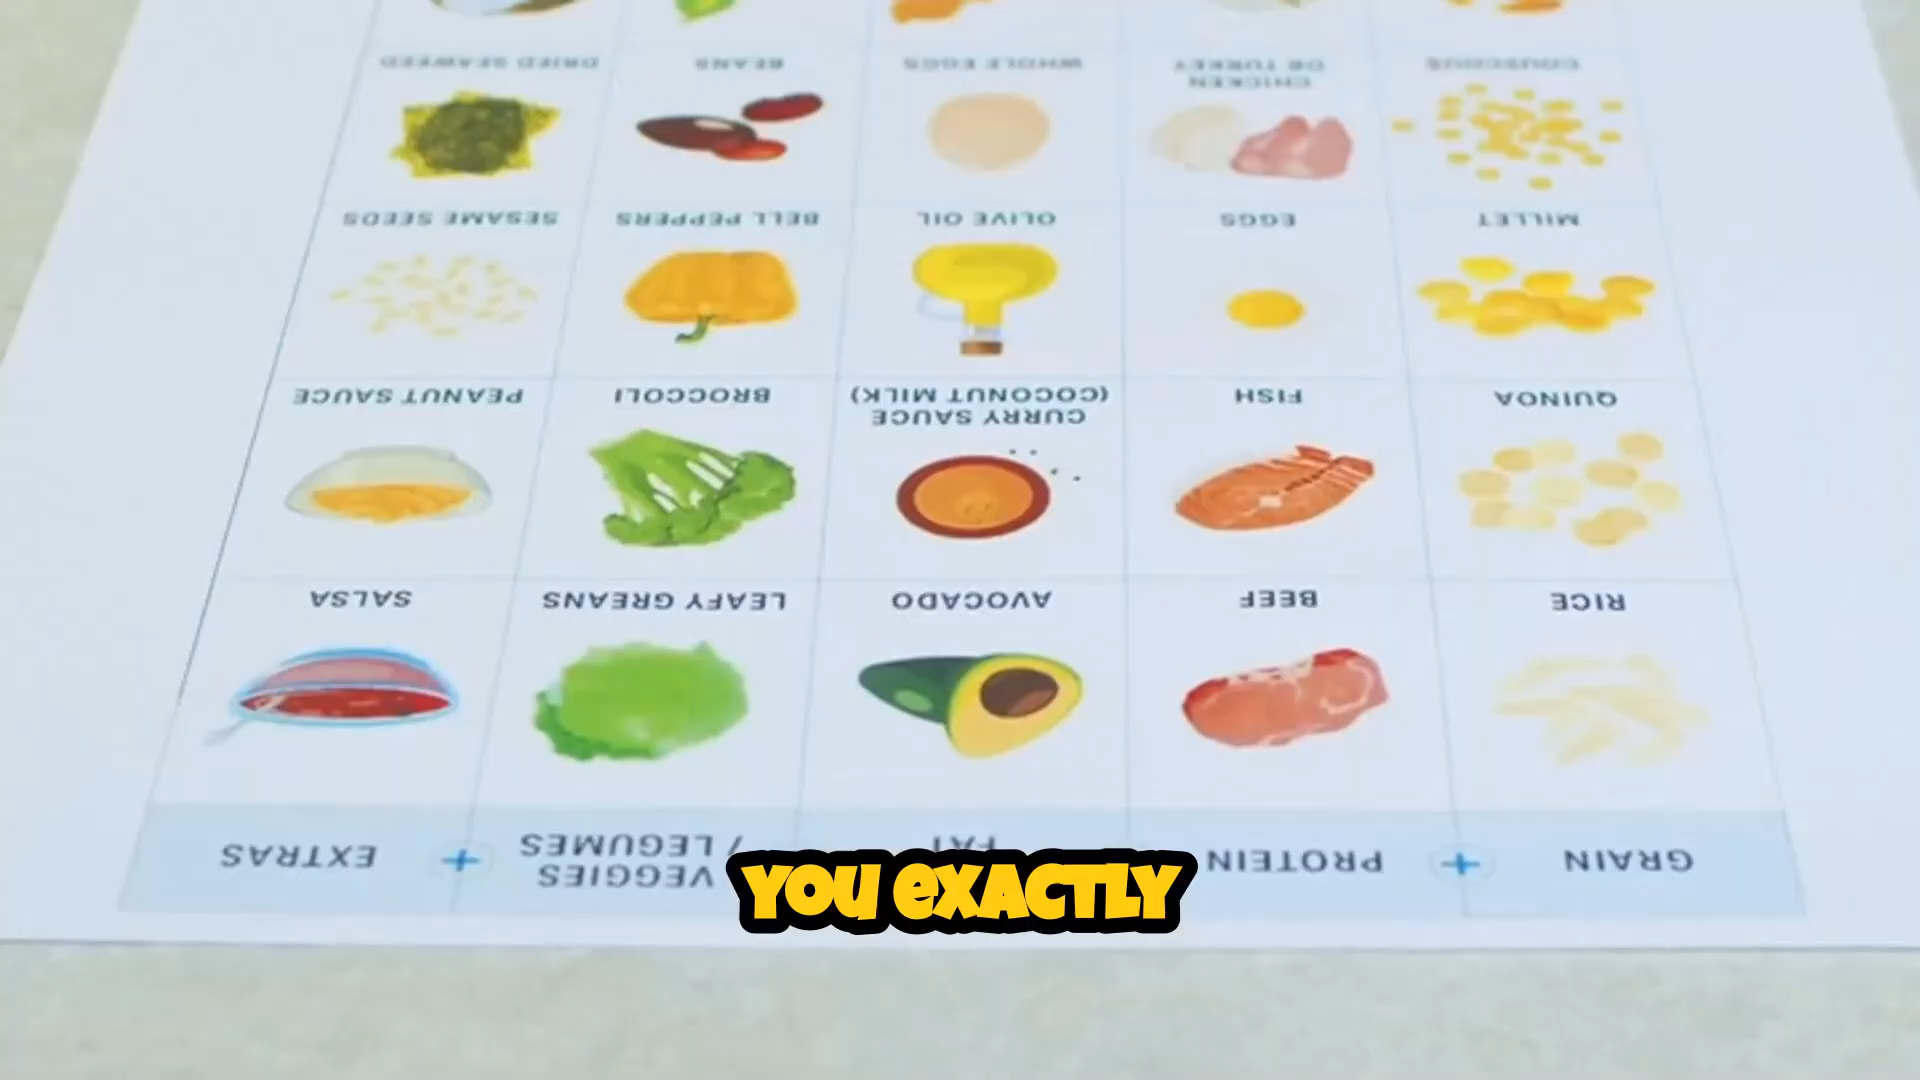 GRAIN
+
PROTEIN
FAT
VEGGIES
/ LEGUMES
+
EXTRAS
RICE
BEEF
AVOCADO
LEAFY GREANS
SALSA
QUINOA
FISH
CURRY SAUCE
(COCONUT MILK)
BROCCOLI
PEANUT SAUCE
MILLET
EGGS
OLIVE OIL
BELL PEPPERS
SESAME SEEDS
COUSCOUS
CHICKEN
OR TURKEY
WHOLE EGGS
BEANS
DRIED SEAWEED
YOU EXACTLY